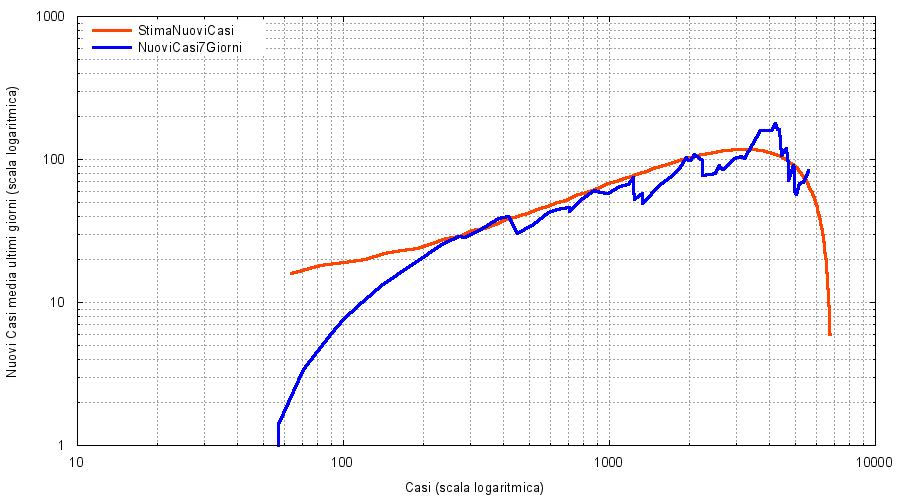 1000
StimaNuoviCasi
NuoviCasi7Giorni
100
10
1
10
100
1000
10000
Nuovi Casi media ultimi giorni (scala logaritmica)
Casi (scala logaritmica)